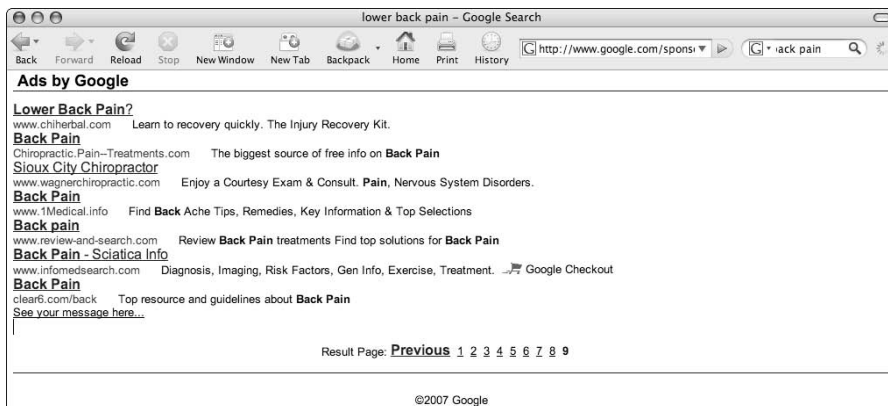 lower back pain – Google Search
Back Forward Reload Stop New Window New Tab Backpack Home Print History G http://www.google.com/spons G ack pain
Ads by Google
Lower Back Pain?
www.chiherbal.com Learn to recovery quickly. The Injury Recovery Kit.
Back Pain
Chiropractic.Pain--Treatments.com The biggest source of free info on Back Pain
Sioux City Chiropractor
www.wagnerchiropractic.com Enjoy a Courtesy Exam & Consult. Pain, Nervous System Disorders.
Back Pain
www.1Medical.info Find Back Ache Tips, Remedies, Key Information & Top Selections
Back pain
www.review-and-search.com Review Back Pain treatments Find top solutions for Back Pain
Back Pain - Sciatica Info
www.infomedsearch.com Diagnosis, Imaging, Risk Factors, Gen Info, Exercise, Treatment. Google Checkout
Back Pain
clear6.com/back Top resource and guidelines about Back Pain
See your message here...
Result Page: Previous 1 2 3 4 5 6 7 8 9
©2007 Google